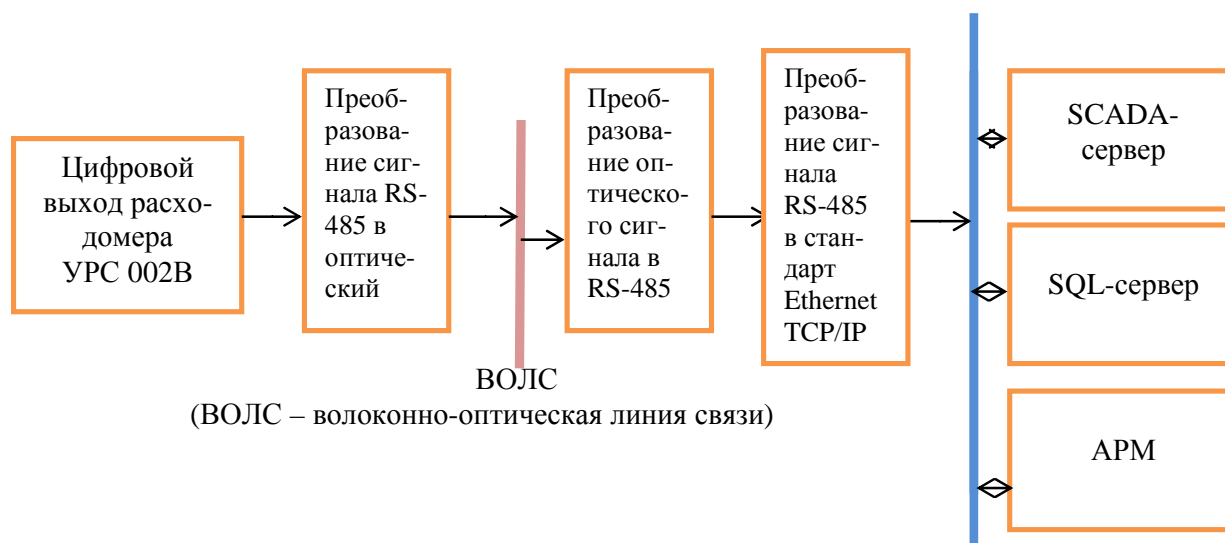 Цифровой
выход расхо-
домера
УРС 002В
Преоб-
разова-
ние сиг-
нала RS-
485 в
оптиче-
ский
Преоб-
разова-
ние оп-
тическо-
го сиг-
нала в
RS-485
Преоб-
разова-
ние сиг-
нала
RS-485
в стан-
дарт
Ethernet
TCP/IP
SCADA-
сервер
SQL-сервер
АРМ
ВОЛС
(ВОЛС – волоконно-оптическая линия связи)